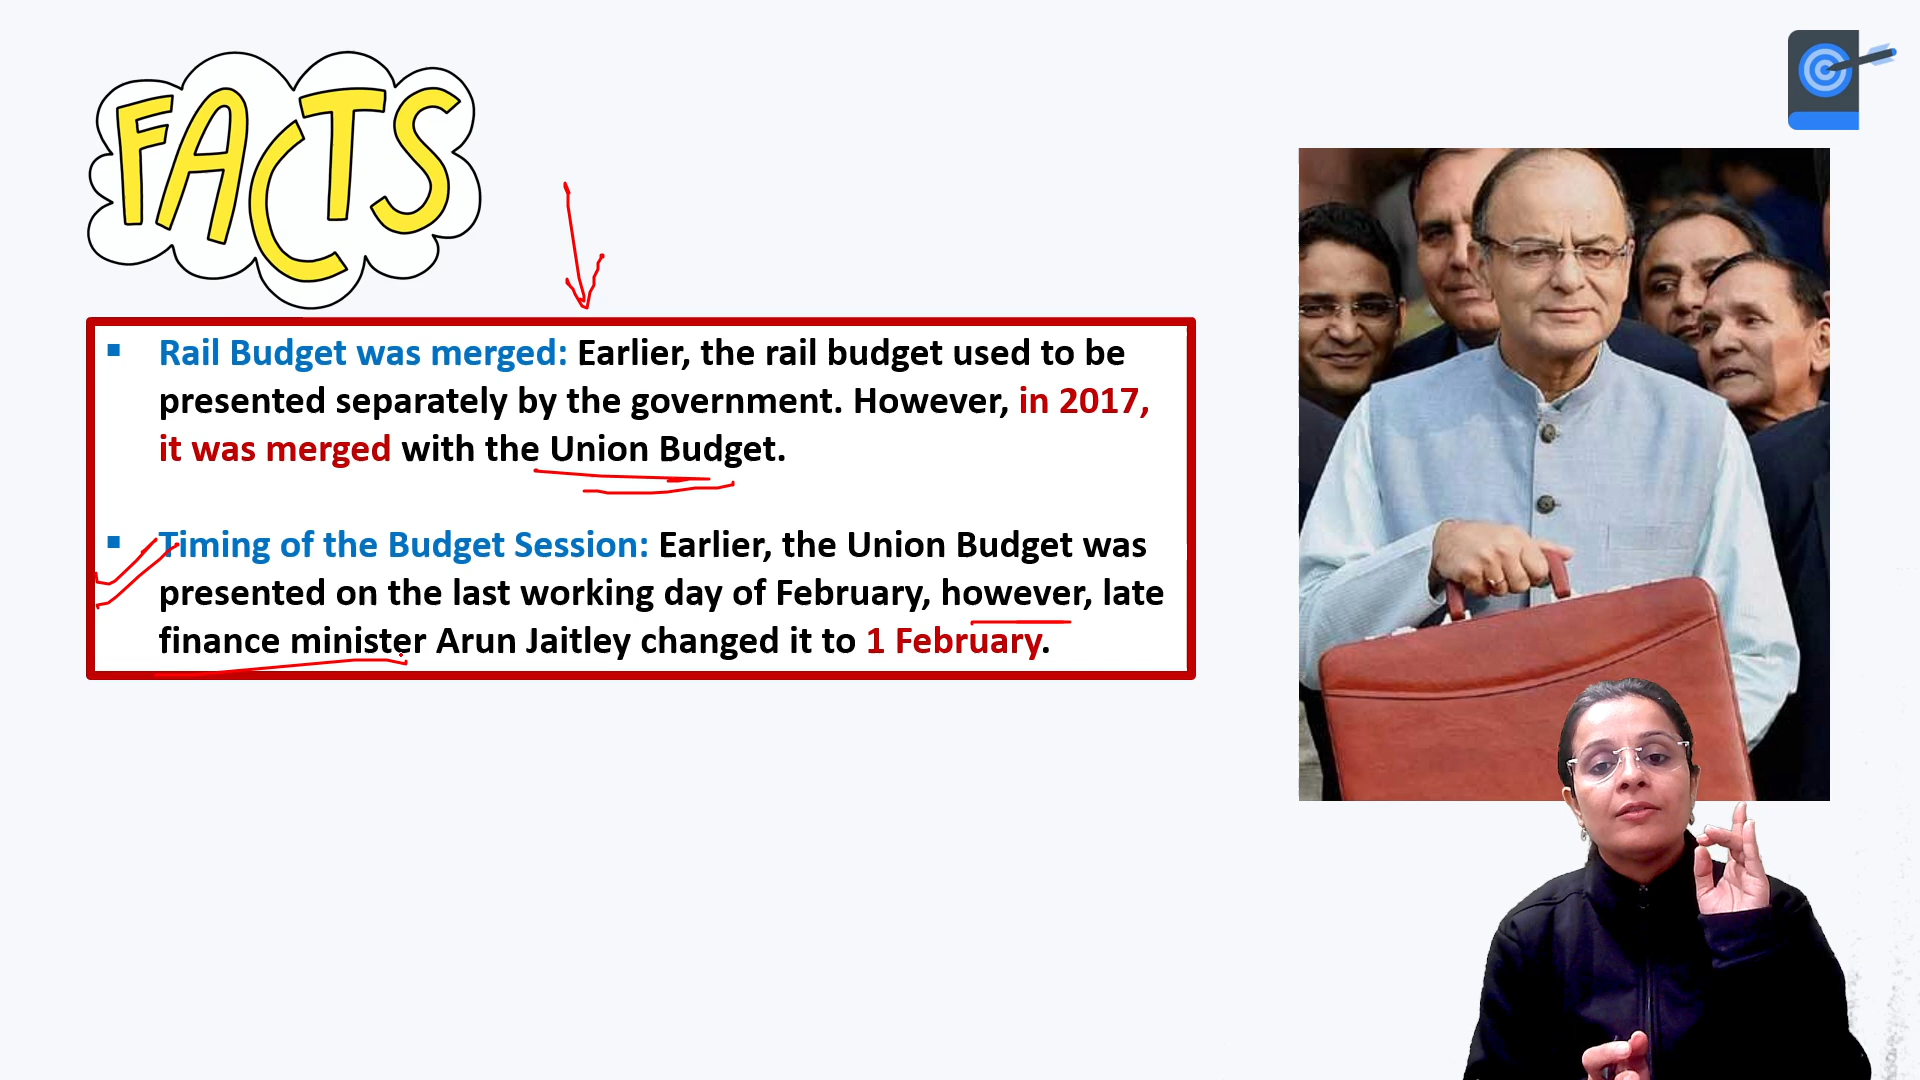 FACTS
▪ Rail Budget was merged: Earlier, the rail budget used to be
presented separately by the government. However, in 2017,
it was merged with the Union Budget.
▪ Timing of the Budget Session: Earlier, the Union Budget was
presented on the last working day of February, however, late
finance minister Arun Jaitley changed it to 1 February.